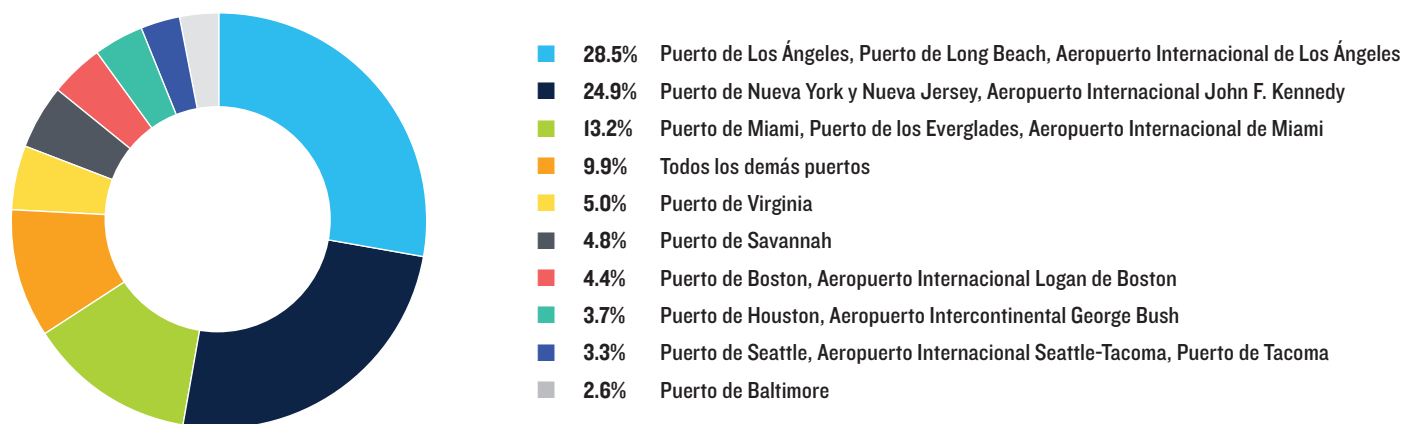 28.5% Puerto de Los Ángeles, Puerto de Long Beach, Aeropuerto Internacional de Los Ángeles
24.9% Puerto de Nueva York y Nueva Jersey, Aeropuerto Internacional John F. Kennedy
13.2% Puerto de Miami, Puerto de los Everglades, Aeropuerto Internacional de Miami
9.9% Todos los demás puertos
5.0% Puerto de Virginia
4.8% Puerto de Savannah
4.4% Puerto de Boston, Aeropuerto Internacional Logan de Boston
3.7% Puerto de Houston, Aeropuerto Intercontinental George Bush
3.3% Puerto de Seattle, Aeropuerto Internacional Seattle-Tacoma, Puerto de Tacoma
2.6% Puerto de Baltimore